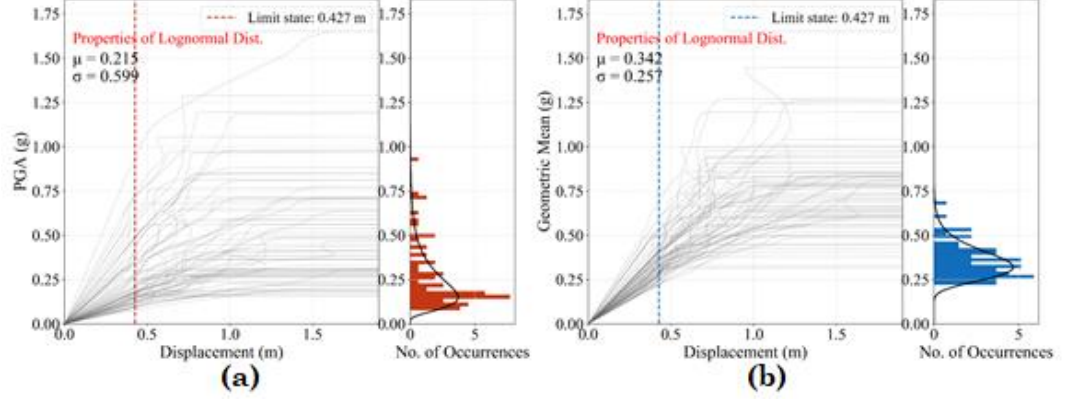 1.75
1.50
1.25
1.00
0.75
0.50
0.25
0.00
PGA (g)
Limit state: 0.427 m
Properties of Lognormal Dist.
μ = 0.215
σ = 0.599
0.0 0.5 1.0 1.5
Displacement (m)
1.75
1.50
1.25
1.00
0.75
0.50
0.25
0.00
0 5
No. of Occurrences
(a)
1.75
1.50
1.25
1.00
0.75
0.50
0.25
0.00
Geometric Mean (g)
Limit state: 0.427 m
Properties of Lognormal Dist.
μ = 0.342
σ = 0.257
0.0 0.5 1.0 1.5
Displacement (m)
1.75
1.50
1.25
1.00
0.75
0.50
0.25
0.00
0 5
No. of Occurrences
(b)